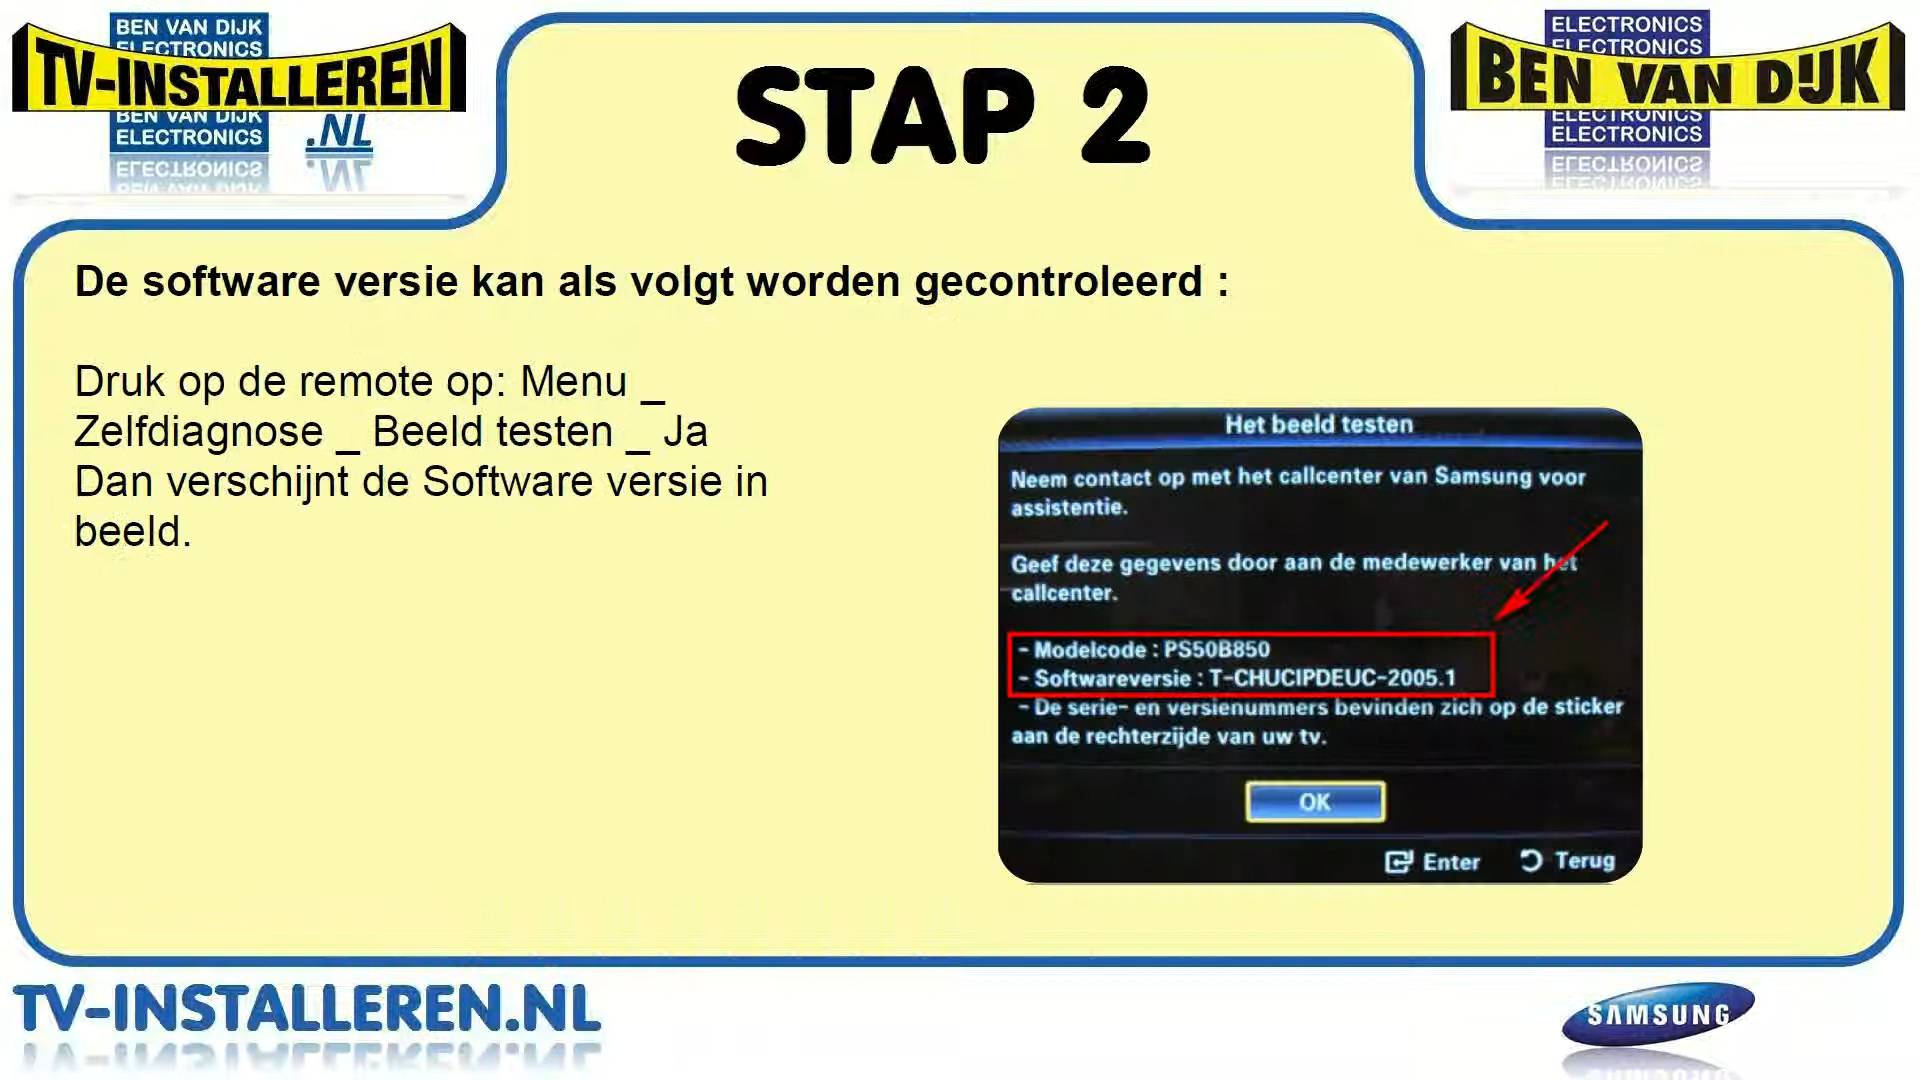 BEN VAN DIJK
ELECTRONICS
TV-INSTALLEREN
BEN VAN DIJK
ELECTRONICS
.NL
STAP 2
ELECTRONICS
ELECTRONICS
BEN VAN DIJK
ELECTRONICS
ELECTRONICS
De software versie kan als volgt worden gecontroleerd :
Druk op de remote op: Menu _
Zelfdiagnose _ Beeld testen _ Ja
Dan verschijnt de Software versie in
beeld.
Het beeld testen
Neem contact op met het callcenter van Samsung voor
assistentie.
Geef deze gegevens door aan de medewerker van het
callcenter.
- Modelcode : PS50B850
- Softwareversie : T-CHUCIPDEUC-2005.1
- De serie- en versienummers bevinden zich op de sticker
aan de rechterzijde van uw tv.
OK
Enter Terug
TV-INSTALLEREN.NL
SAMSUNG